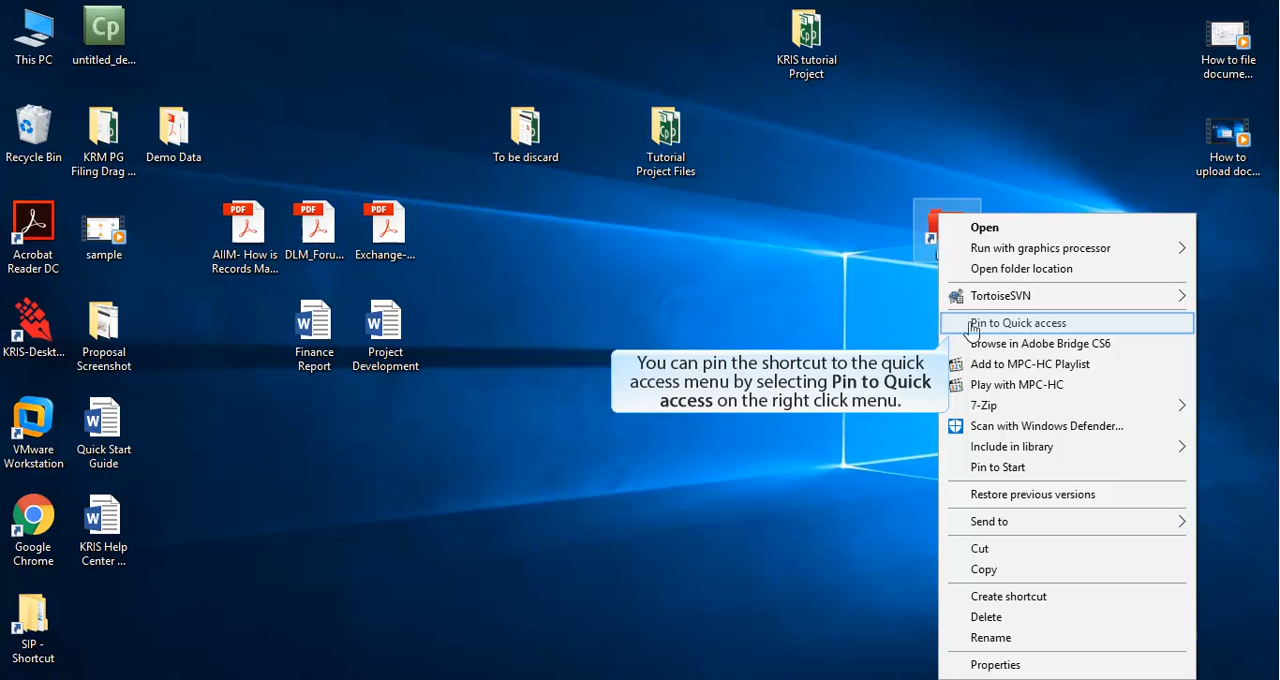 This PC
untitled_de...
KRIS tutorial
Project
How to file
docume...
Recycle Bin
KRM PG
Filing Drag ...
Demo Data
To be discard
Tutorial
Project Files
How to
upload doc...
Acrobat
Reader DC
sample
PDF
AIIM- How is
Records Ma...
PDF
DLM_Foru...
PDF
Exchange-...
KRIS-Deskt...
Proposal
Screenshot
Finance
Report
Project
Development
VMware
Workstation
Quick Start
Guide
Google
Chrome
KRIS Help
Center ...
SIP -
Shortcut
You can pin the shortcut to the quick
access menu by selecting Pin to Quick
access on the right click menu.
Open
Run with graphics processor
Open folder location
TortoiseSVN
Pin to Quick access
Browse in Adobe Bridge CS6
Add to MPC-HC Playlist
Play with MPC-HC
7-Zip
Scan with Windows Defender...
Include in library
Pin to Start
Restore previous versions
Send to
Cut
Copy
Create shortcut
Delete
Rename
Properties